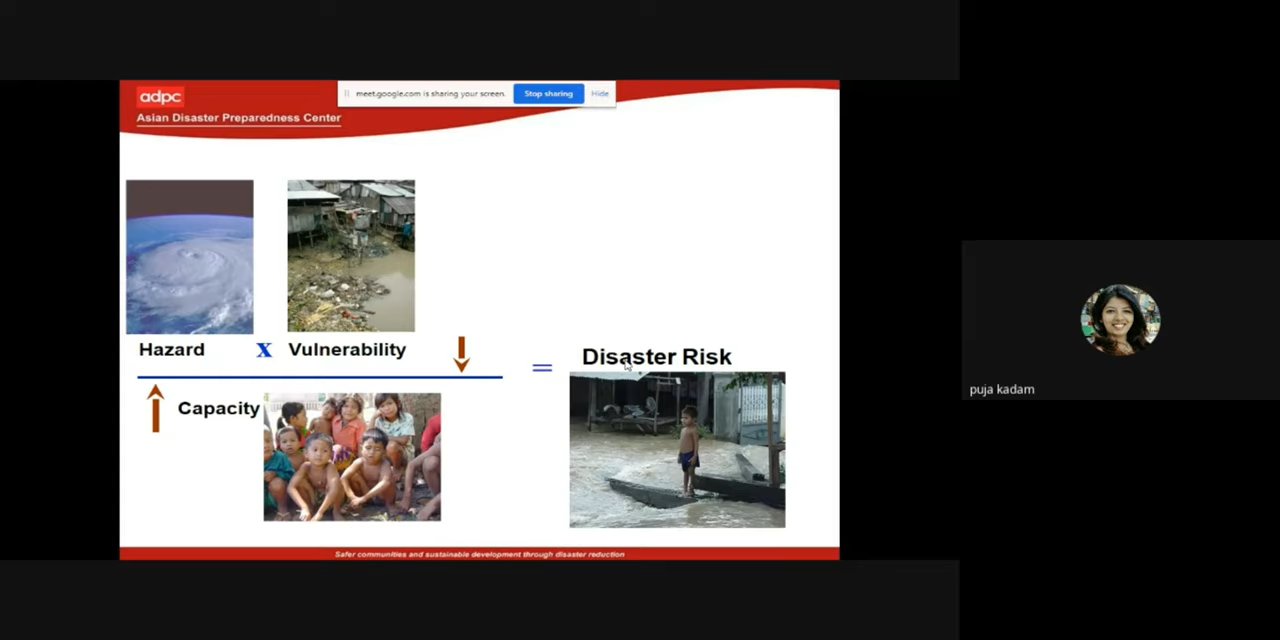 adpc
Asian Disaster Preparedness Center
meet.google.com is sharing your screen.
Stop sharing
Hide
Hazard X Vulnerability
=
Disaster Risk
Capacity
puja kadam
Safer communities and sustainable development through disaster reduction